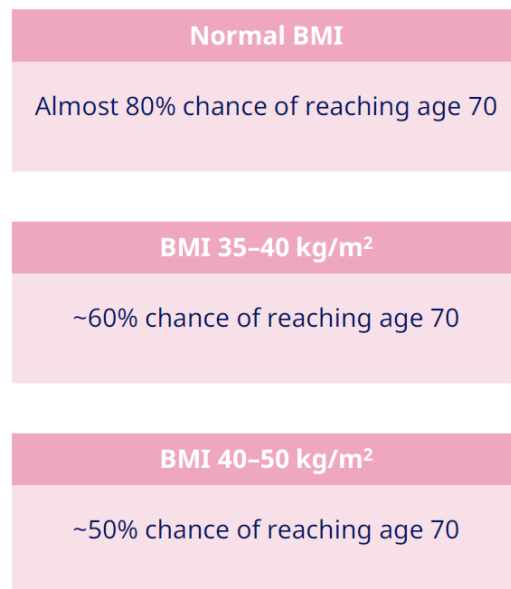 Normal BMI
Almost 80% chance of reaching age 70
BMI 35–40 kg/m²
~60% chance of reaching age 70
BMI 40–50 kg/m²
~50% chance of reaching age 70